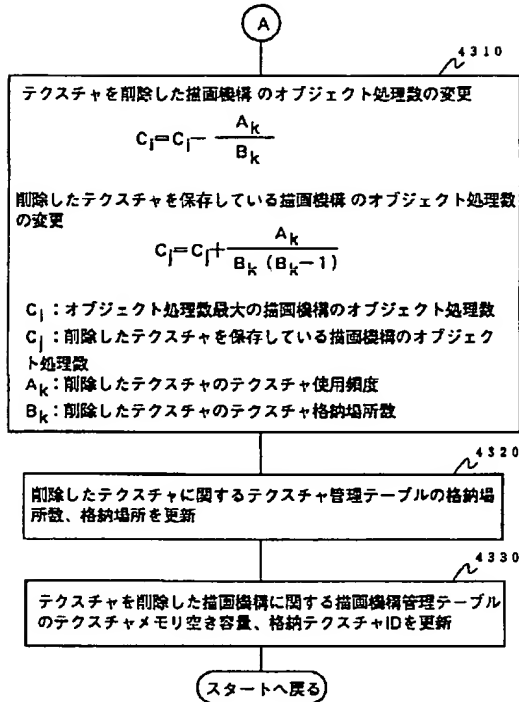 A
4310
テクスチャを削除した描画機構 のオブジェクト処理数の変更
Ci=Ci− Ak/Bk
削除したテクスチャを保存している描画機構 のオブジェクト処理数
の変更
Cj=Cj+ Ak/Bk (Bk−1)
Ci：オブジェクト処理数最大の描画機構のオブジェクト処理数
Cj：削除したテクスチャを保存している描画機構のオブジェク
ト処理数
Ak：削除したテクスチャのテクスチャ使用頻度
Bk：削除したテクスチャのテクスチャ格納場所数
4320
削除したテクスチャに関するテクスチャ管理テーブルの格納場
所数、格納場所を更新
4330
テクスチャを削除した描画機構に関する描画機構管理テーブル
のテクスチャメモリ空き容量、格納テクスチャIDを更新
スタートへ戻る